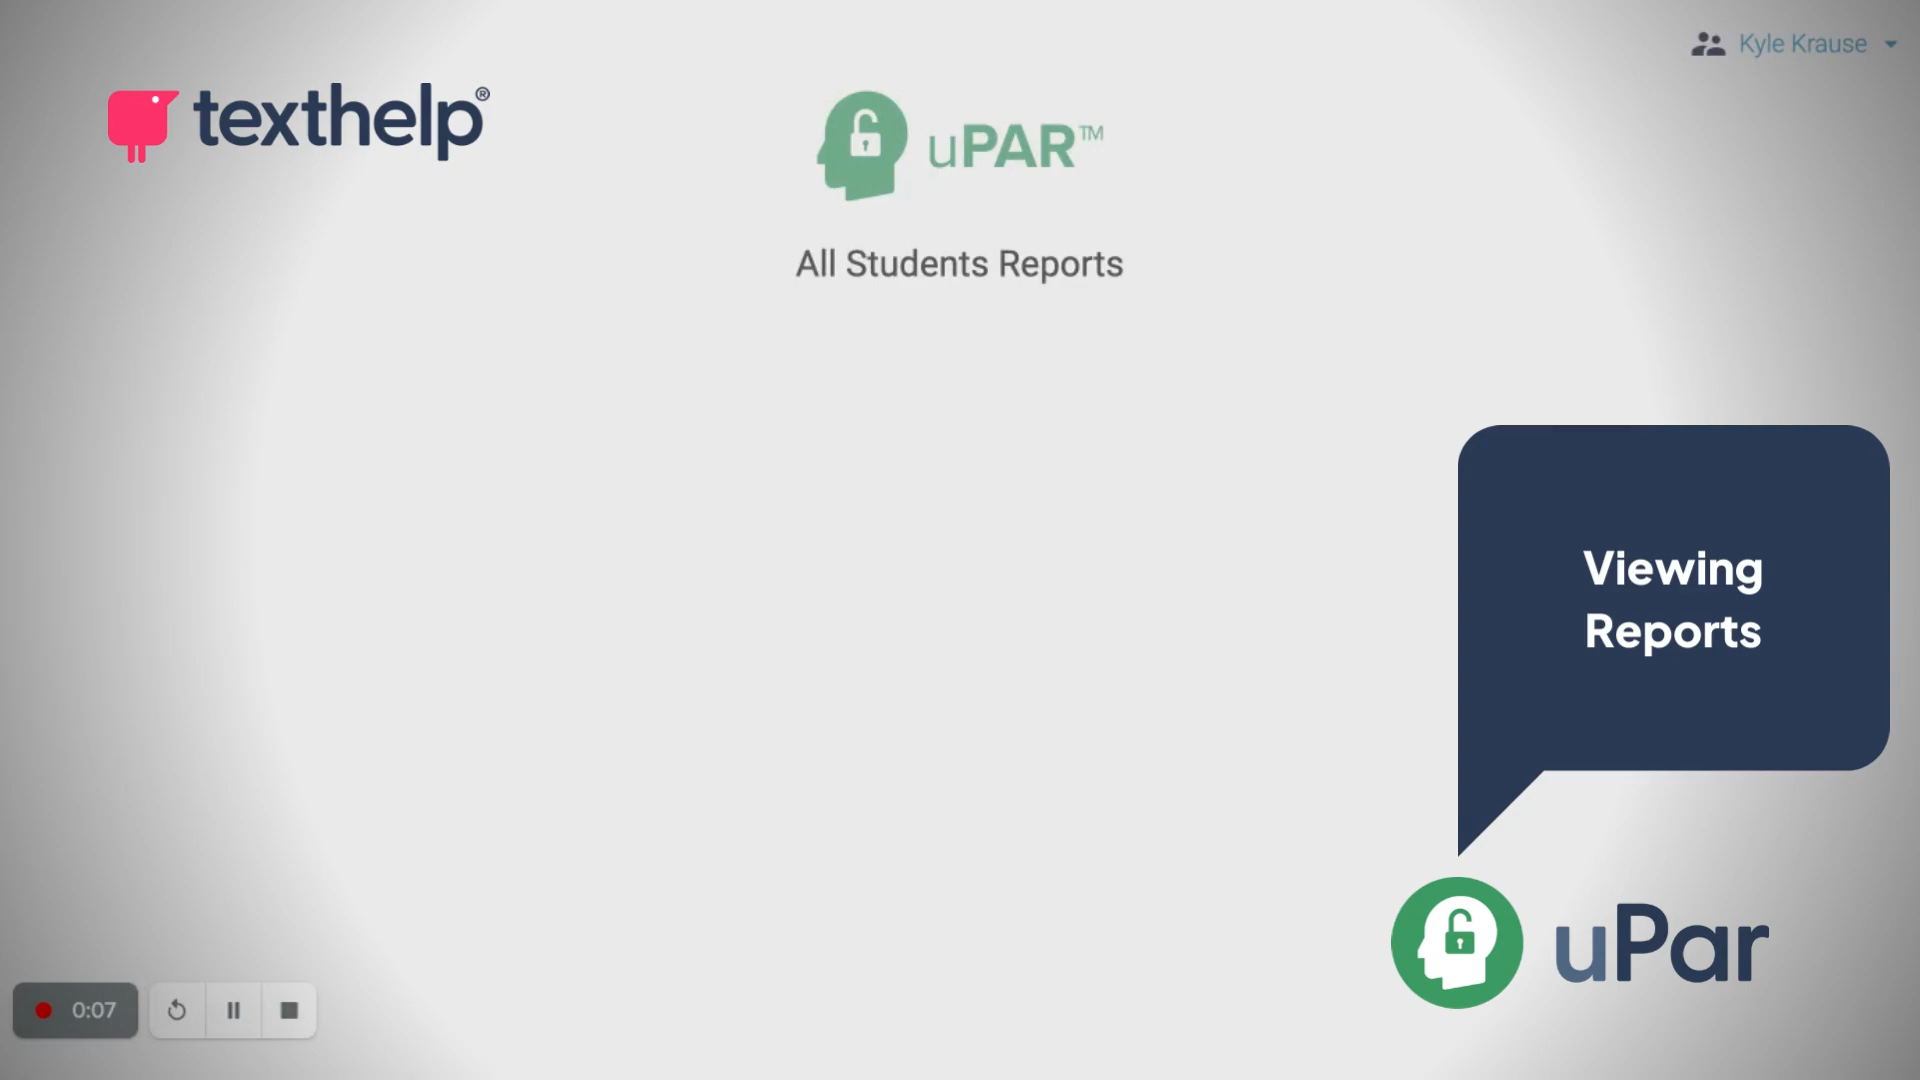 Kyle Krause
texthelp®
uPAR™
All Students Reports
Viewing
Reports
uPar
0:07